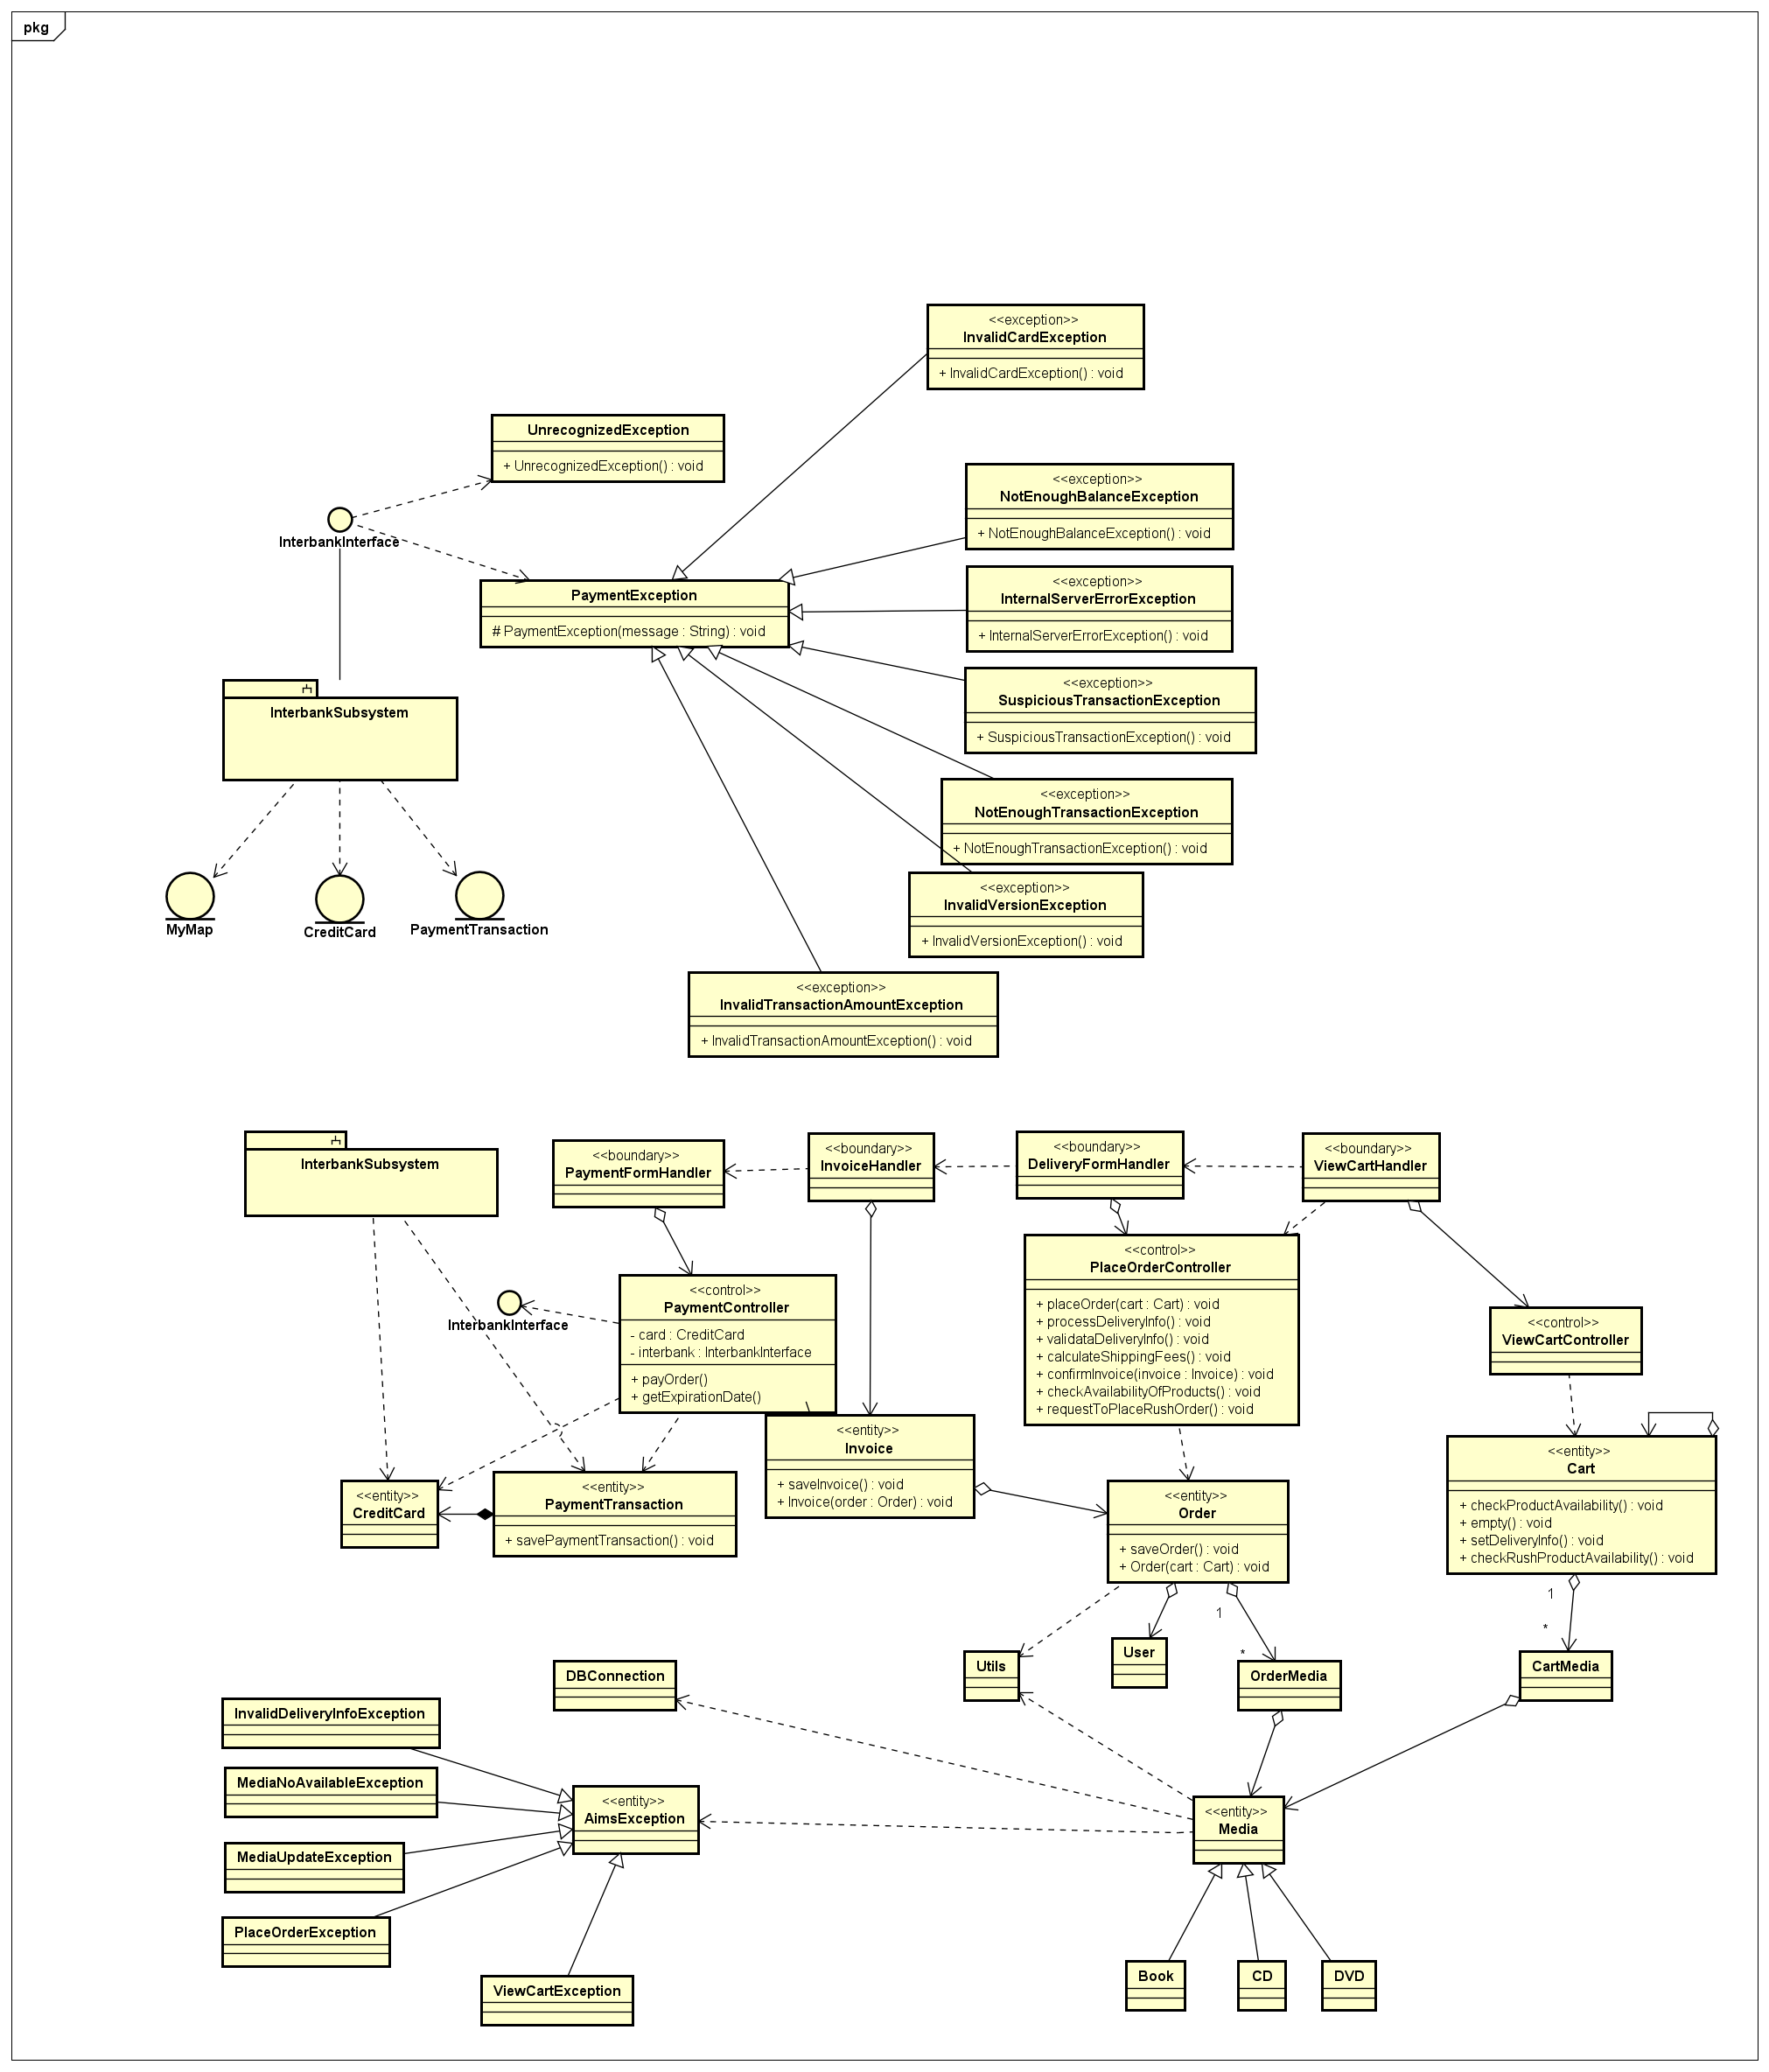 pkg
<<exception>>
InvalidCardException
+ InvalidCardException() : void
UnrecognizedException
+ UnrecognizedException() : void
<<exception>>
NotEnoughBalanceException
+ NotEnoughBalanceException() : void
InterbankInterface
<<exception>>
InternalServerErrorException
+ InternalServerErrorException() : void
PaymentException
# PaymentException(message : String) : void
<<exception>>
SuspiciousTransactionException
+ SuspiciousTransactionException() : void
InterbankSubsystem
<<exception>>
NotEnoughTransactionException
+ NotEnoughTransactionException() : void
<<exception>>
InvalidVersionException
+ InvalidVersionException() : void
MyMap
CreditCard
PaymentTransaction
<<exception>>
InvalidTransactionAmountException
+ InvalidTransactionAmountException() : void
InterbankSubsystem
<<boundary>>
PaymentFormHandler
<<boundary>>
InvoiceHandler
<<boundary>>
DeliveryFormHandler
<<boundary>>
ViewCartHandler
InterbankInterface
<<control>>
PaymentController
- card : CreditCard
- interbank : InterbankInterface
+ payOrder()
+ getExpirationDate()
<<control>>
PlaceOrderController
+ placeOrder(cart : Cart) : void
+ processDeliveryInfo() : void
+ validataDeliveryInfo() : void
+ calculateShippingFees() : void
+ confirmInvoice(invoice : Invoice) : void
+ checkAvailabilityOfProducts() : void
+ requestToPlaceRushOrder() : void
<<control>>
ViewCartController
<<entity>>
CreditCard
<<entity>>
PaymentTransaction
+ savePaymentTransaction() : void
<<entity>>
Invoice
+ saveInvoice() : void
+ Invoice(order : Order) : void
<<entity>>
Order
+ saveOrder() : void
+ Order(cart : Cart) : void
<<entity>>
Cart
+ checkProductAvailability() : void
+ empty() : void
+ setDeliveryInfo() : void
+ checkRushProductAvailability() : void
1
*
1
*
DBConnection
Utils
User
OrderMedia
CartMedia
InvalidDeliveryInfoException
MediaNoAvailableException
MediaUpdateException
PlaceOrderException
ViewCartException
<<entity>>
AimsException
<<entity>>
Media
Book
CD
DVD